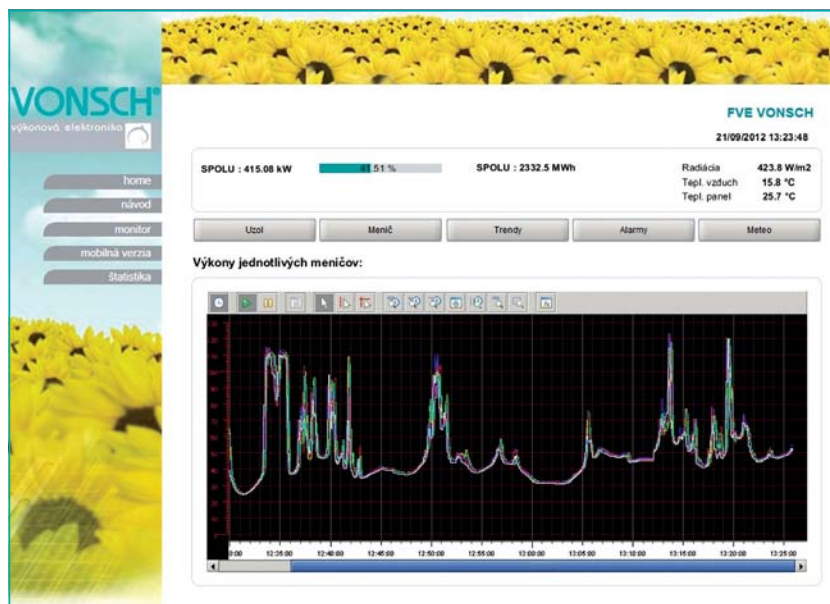 VONSCH®
výkonová elektronika
home
návod
monitor
mobilná verzia
štatistika
FVE VONSCH
21/09/2012 13:23:48
SPOLU : 415.08 kW 41.51 % SPOLU : 2332.5 MWh
Radiácia 423.8 W/m2
Tepl. vzduch 15.8 °C
Tepl. panel 25.7 °C
Uzol Menič Trendy Alarmy Meteo
Výkony jednotlivých meničov:
12:25:00 12:40:00 12:45:00 12:50:00 12:55:00 13:00:00 13:05:00 13:10:00 13:15:00 13:20:00 13:25:00